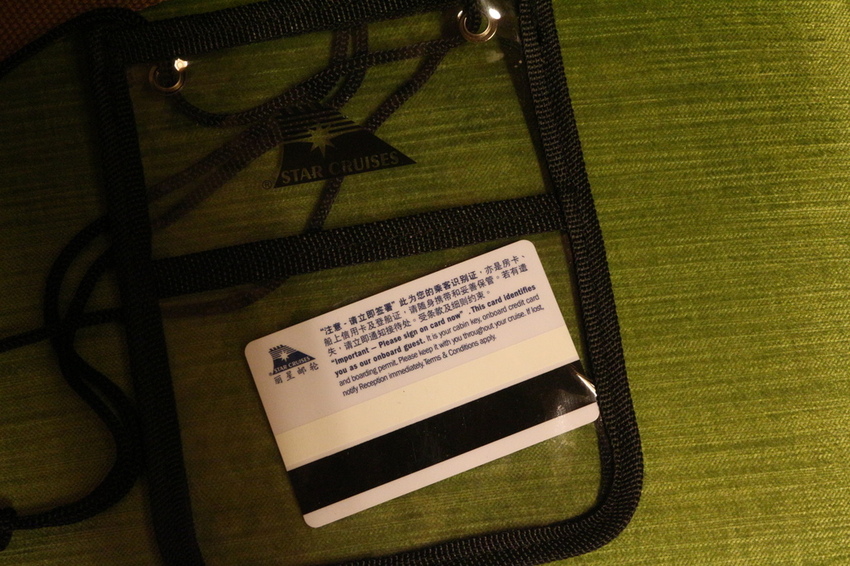 STAR CRUISES
“注意·请立即签署” 此为您的乘客识别证，亦是房卡、
船上信用卡及登船证，请随身携带和妥善保管。若有遗
失，请立即通知接待处。受条款及细则约束。
“Important – Please sign on card now” .This card identifies
you as our onboard guest. It is your cabin key, onboard credit card
and boarding permit. Please keep it with you throughout your cruise. If lost,
notify Reception immediately. Terms & Conditions apply.
STAR CRUISES
丽星邮轮